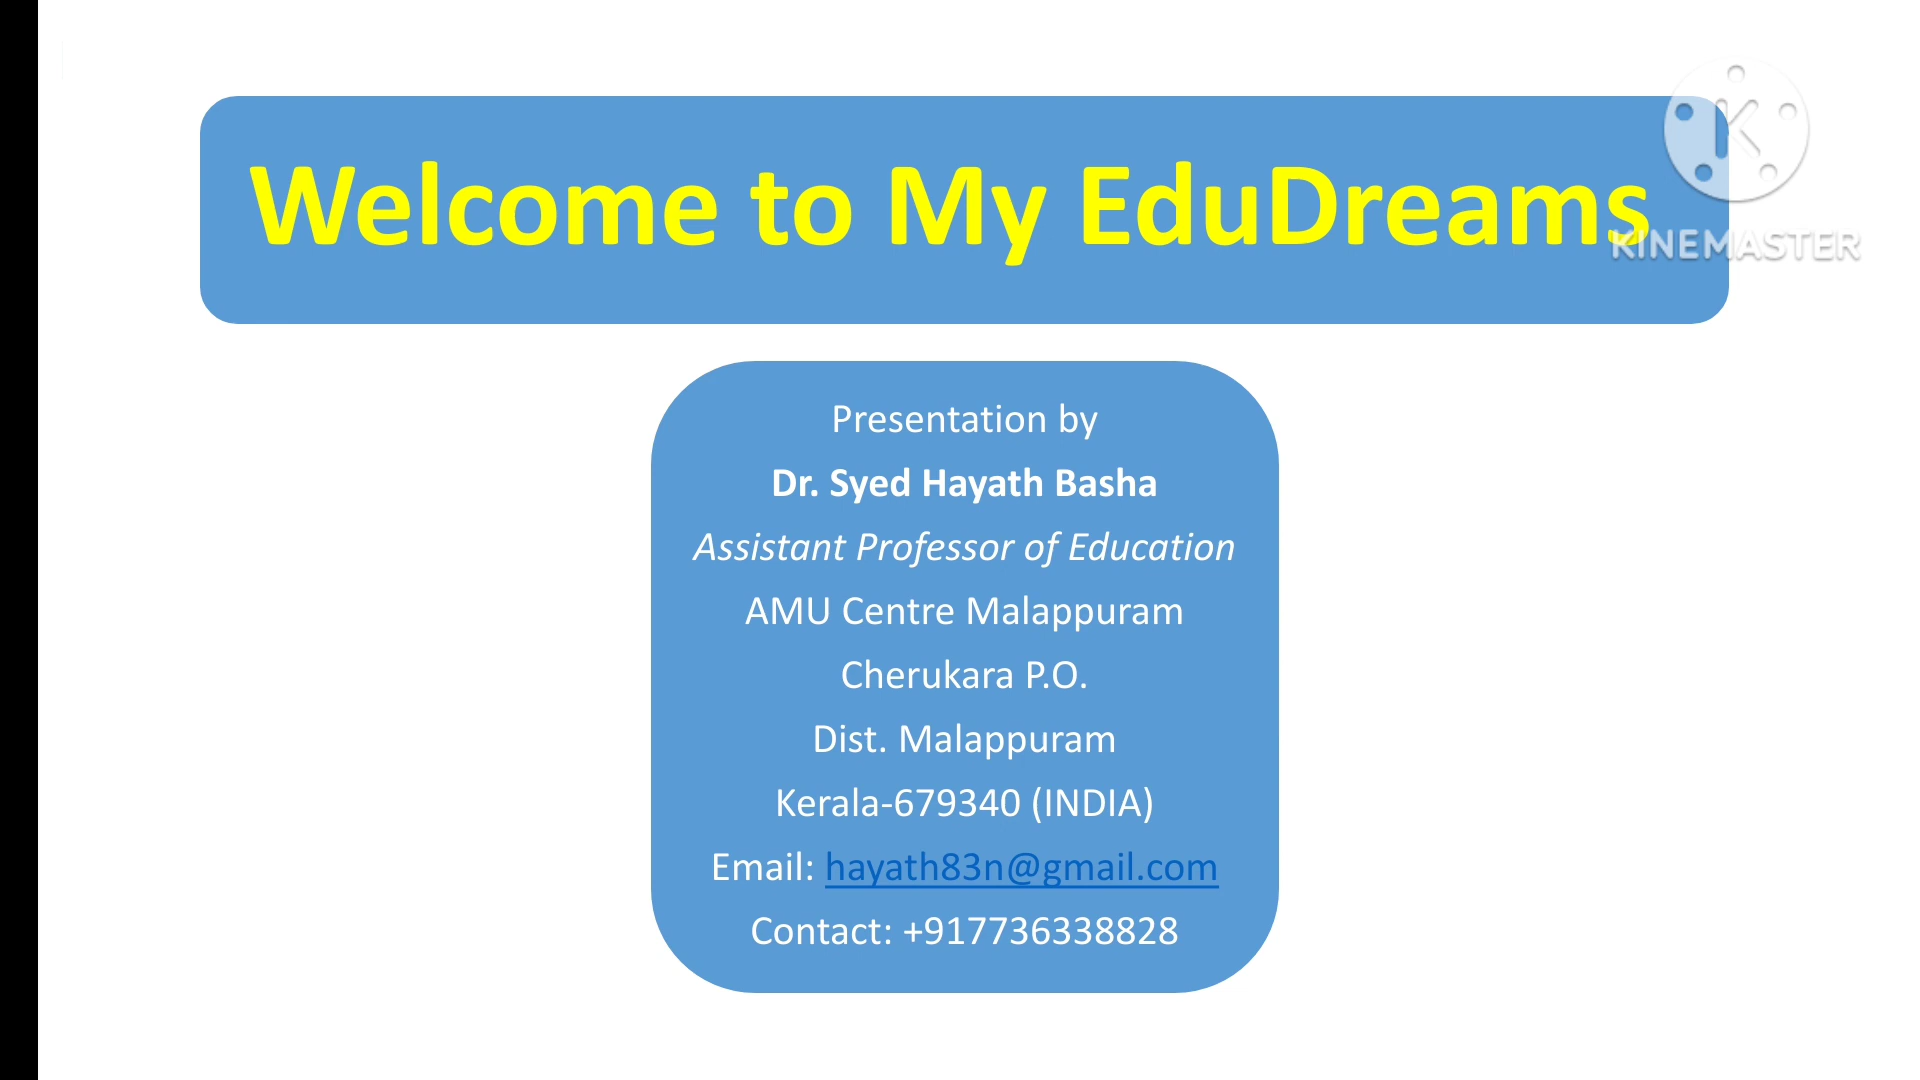 Welcome to My EduDreams
K
KINEMASTER
Presentation by
Dr. Syed Hayath Basha
Assistant Professor of Education
AMU Centre Malappuram
Cherukara P.O.
Dist. Malappuram
Kerala-679340 (INDIA)
Email: hayath83n@gmail.com
Contact: +917736338828